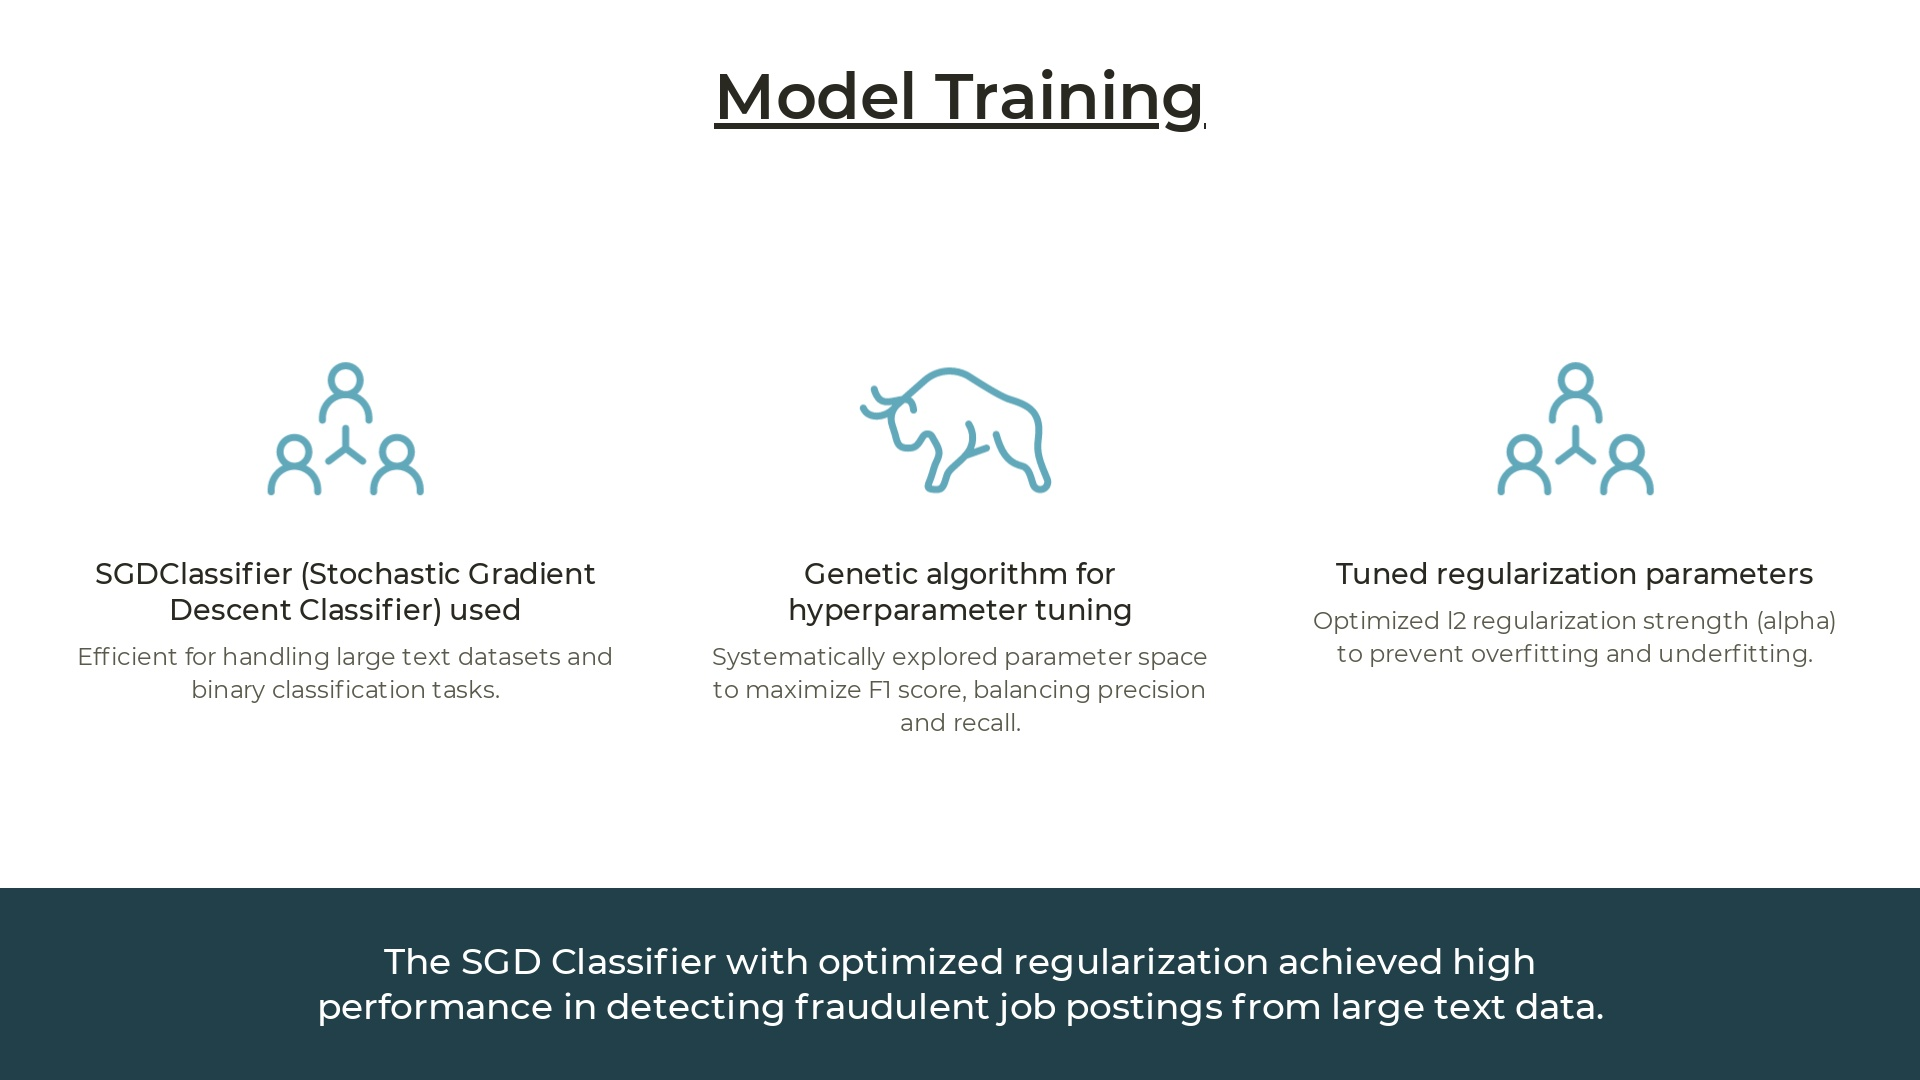 Model Training
SGDClassifier (Stochastic Gradient
Descent Classifier) used
Efficient for handling large text datasets and
binary classification tasks.
Genetic algorithm for
hyperparameter tuning
Systematically explored parameter space
to maximize F1 score, balancing precision
and recall.
Tuned regularization parameters
Optimized l2 regularization strength (alpha)
to prevent overfitting and underfitting.
The SGD Classifier with optimized regularization achieved high
performance in detecting fraudulent job postings from large text data.